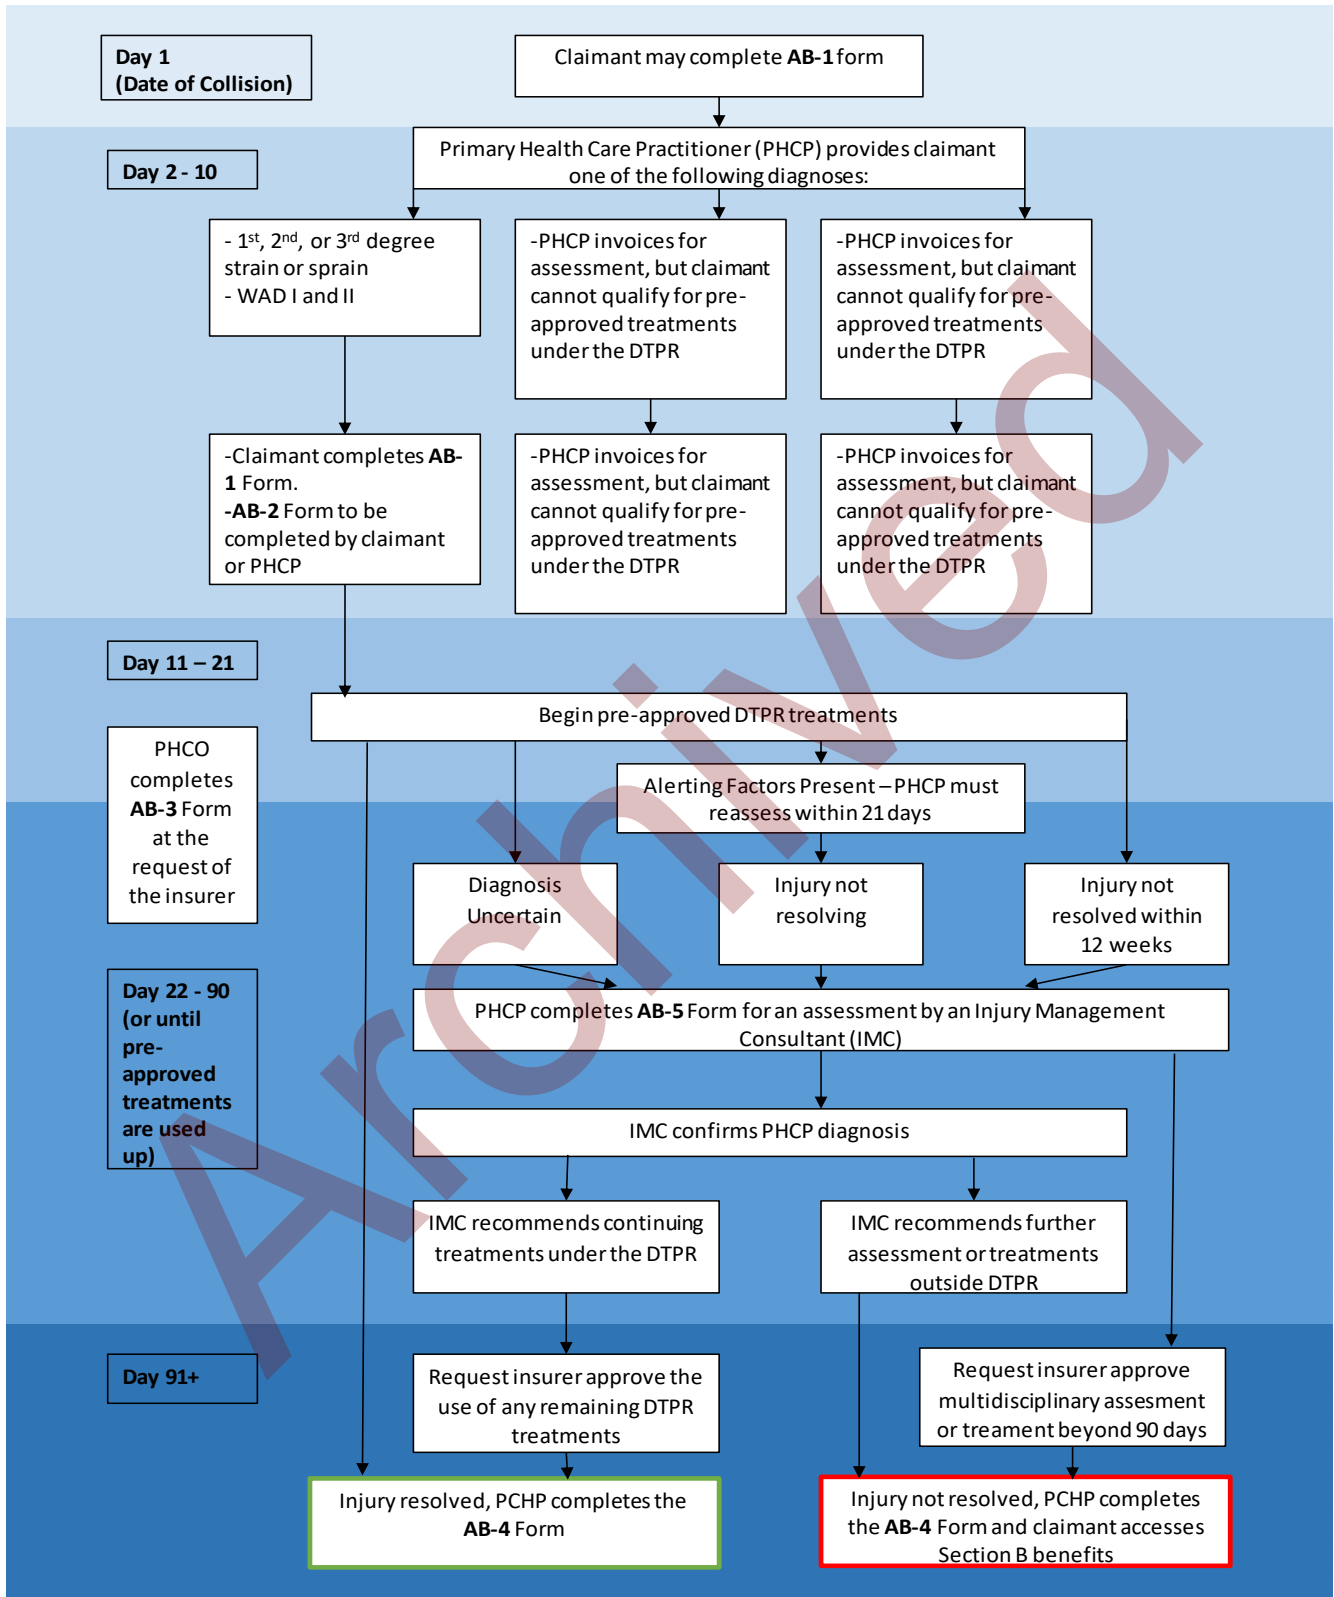 Day 1
(Date of Collision)
Claimant may complete AB-1 form
Day 2 - 10
Primary Health Care Practitioner (PHCP) provides claimant
one of the following diagnoses:
- 1st, 2nd, or 3rd degree
strain or sprain
- WAD I and II
-PHCP invoices for
assessment, but claimant
cannot qualify for pre-
approved treatments
under the DTPR
-PHCP invoices for
assessment, but claimant
cannot qualify for pre-
approved treatments
under the DTPR
-Claimant completes AB-
1 Form.
-AB-2 Form to be
completed by claimant
or PHCP
-PHCP invoices for
assessment, but claimant
cannot qualify for pre-
approved treatments
under the DTPR
-PHCP invoices for
assessment, but claimant
cannot qualify for pre-
approved treatments
under the DTPR
Day 11 – 21
Begin pre-approved DTPR treatments
PHCO
completes
AB-3 Form
at the
request of
the insurer
Alerting Factors Present – PHCP must
reassess within 21 days
Diagnosis
Uncertain
Injury not
resolving
Injury not
resolved within
12 weeks
Day 22 - 90
(or until
pre-
approved
treatments
are used
up)
PHCP completes AB-5 Form for an assessment by an Injury Management
Consultant (IMC)
IMC confirms PHCP diagnosis
IMC recommends continuing
treatments under the DTPR
IMC recommends further
assessment or treatments
outside DTPR
Day 91+
Request insurer approve the
use of any remaining DTPR
treatments
Request insurer approve
multidisciplinary assesment
or treament beyond 90 days
Injury resolved, PCHP completes the
AB-4 Form
Injury not resolved, PCHP completes
the AB-4 Form and claimant accesses
Section B benefits
Archived